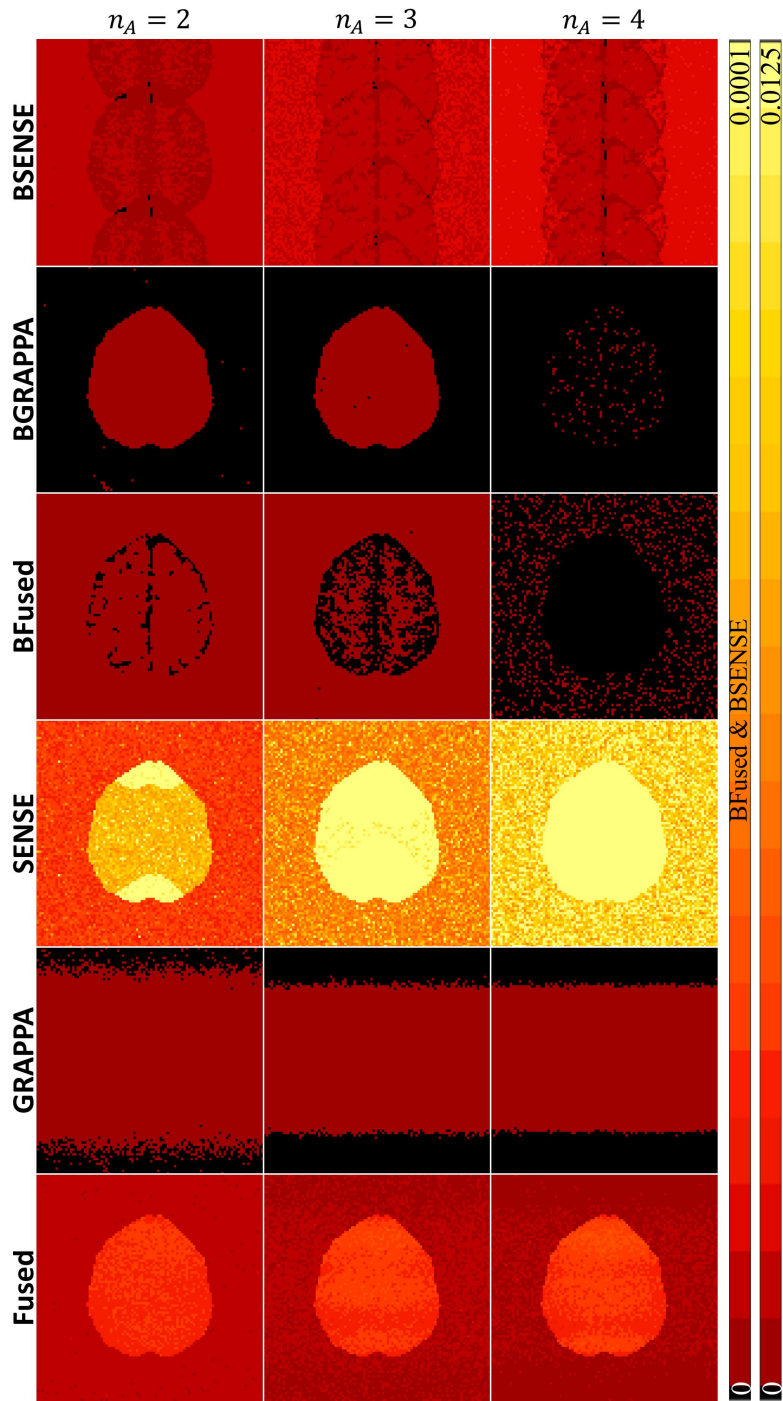 n_A = 2
n_A = 3
n_A = 4
BSENSE
BGRAPPA
BFused
SENSE
GRAPPA
Fused
0.0001
BFused & BSENSE
0
0.0125
0